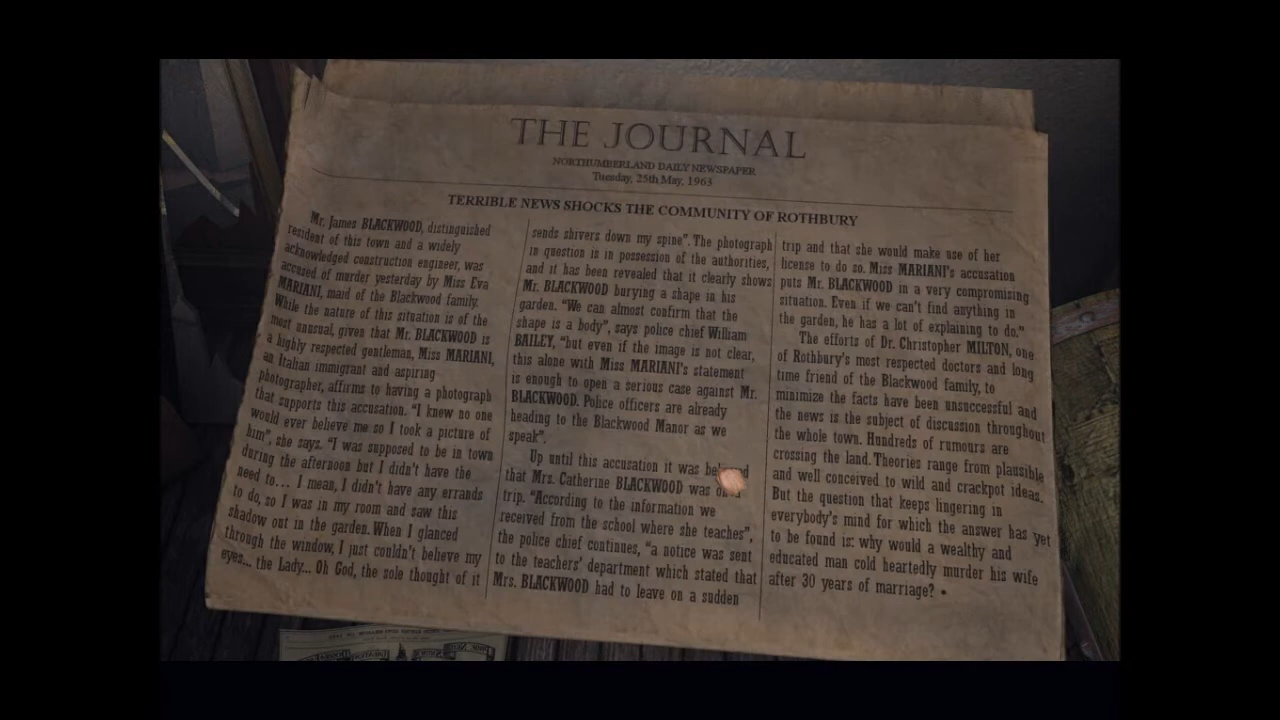 THE JOURNAL
NORTHUMBERLAND DAILY NEWSPAPER
Tuesday, 25th May, 1963
TERRIBLE NEWS SHOCKS THE COMMUNITY OF ROTHBURY
Mr. James BLACKWOOD, distinguished
resident of this town and a widely
acknowledged construction engineer, was
accused of murder yesterday by Miss Eva
MARIANI, maid of the Blackwood family.
While the nature of this situation is of the
most unusual, given that Mr. BLACKWOOD is
a highly respected gentleman, Miss MARIANI,
an Italian immigrant and aspiring
photographer, affirms to having a photograph
that supports this accusation. “I knew no one
would ever believe me so I took a picture of
him”, she says. “I was supposed to be in town
during the afternoon but I didn’t have the
need to... I mean, I didn’t have any errands
to do, so I was in my room and saw this
shadow out in the garden. When I glanced
through the window, I just couldn’t believe my
eyes... the Lady... Oh God, the sole thought of it
sends shivers down my spine”. The photograph
in question is in possession of the authorities,
and it has been revealed that it clearly shows
Mr. BLACKWOOD burying a shape in his
garden. “We can almost confirm that the
shape is a body”, says police chief William
BAILEY, “but even if the image is not clear,
this alone with Miss MARIANI’s statement
is enough to open a serious case against Mr.
BLACKWOOD. Police officers are already
heading to the Blackwood Manor as we
speak”.
Up until this accusation it was
that Mrs. Catherine BLACKWOOD was
trip. “According to the information we
received from the school where she teaches”,
the police chief continues, “a notice was sent
to the teachers’ department which stated that
Mrs. BLACKWOOD had to leave on a sudden
trip and that she would make use of her
license to do so. Miss MARIANI’s accusation
puts Mr. BLACKWOOD in a very compromising
situation. Even if we can’t find anything in
the garden, he has a lot of explaining to do.”
The efforts of Dr. Christopher MILTON, one
of Rothbury’s most respected doctors and long
time friend of the Blackwood family, to
minimize the facts have been unsuccessful and
the news is the subject of discussion throughout
the whole town. Hundreds of rumours are
crossing the land. Theories range from plausible
and well conceived to wild and crackpot ideas.
But the question that keeps lingering in
everybody’s mind for which the answer has yet
to be found is: why would a wealthy and
educated man cold heartedly murder his wife
after 30 years of marriage? •